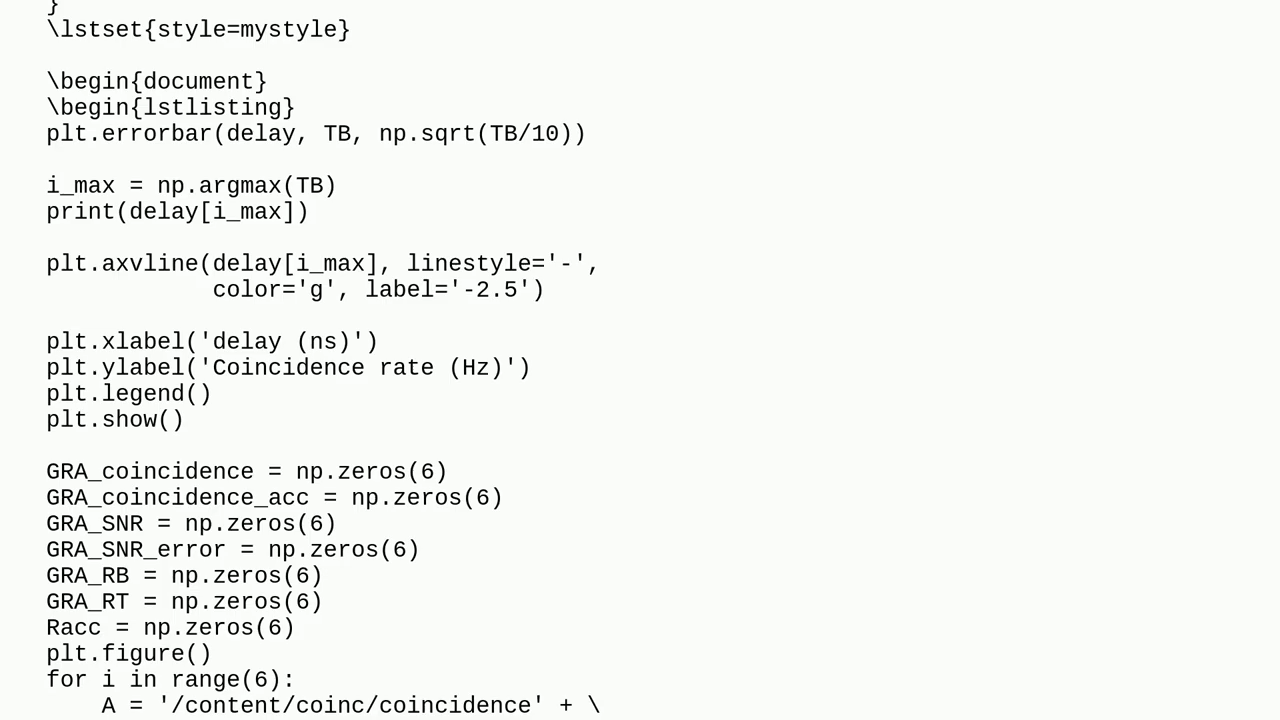 }
\lstset{style=mystyle}

\begin{document}
\begin{lstlisting}
plt.errorbar(delay, TB, np.sqrt(TB/10))

i_max = np.argmax(TB)
print(delay[i_max])

plt.axvline(delay[i_max], linestyle='-',
            color='g', label='-2.5')

plt.xlabel('delay (ns)')
plt.ylabel('Coincidence rate (Hz)')
plt.legend()
plt.show()

GRA_coincidence = np.zeros(6)
GRA_coincidence_acc = np.zeros(6)
GRA_SNR = np.zeros(6)
GRA_SNR_error = np.zeros(6)
GRA_RB = np.zeros(6)
GRA_RT = np.zeros(6)
Racc = np.zeros(6)
plt.figure()
for i in range(6):
    A = '/content/coinc/coincidence' + \